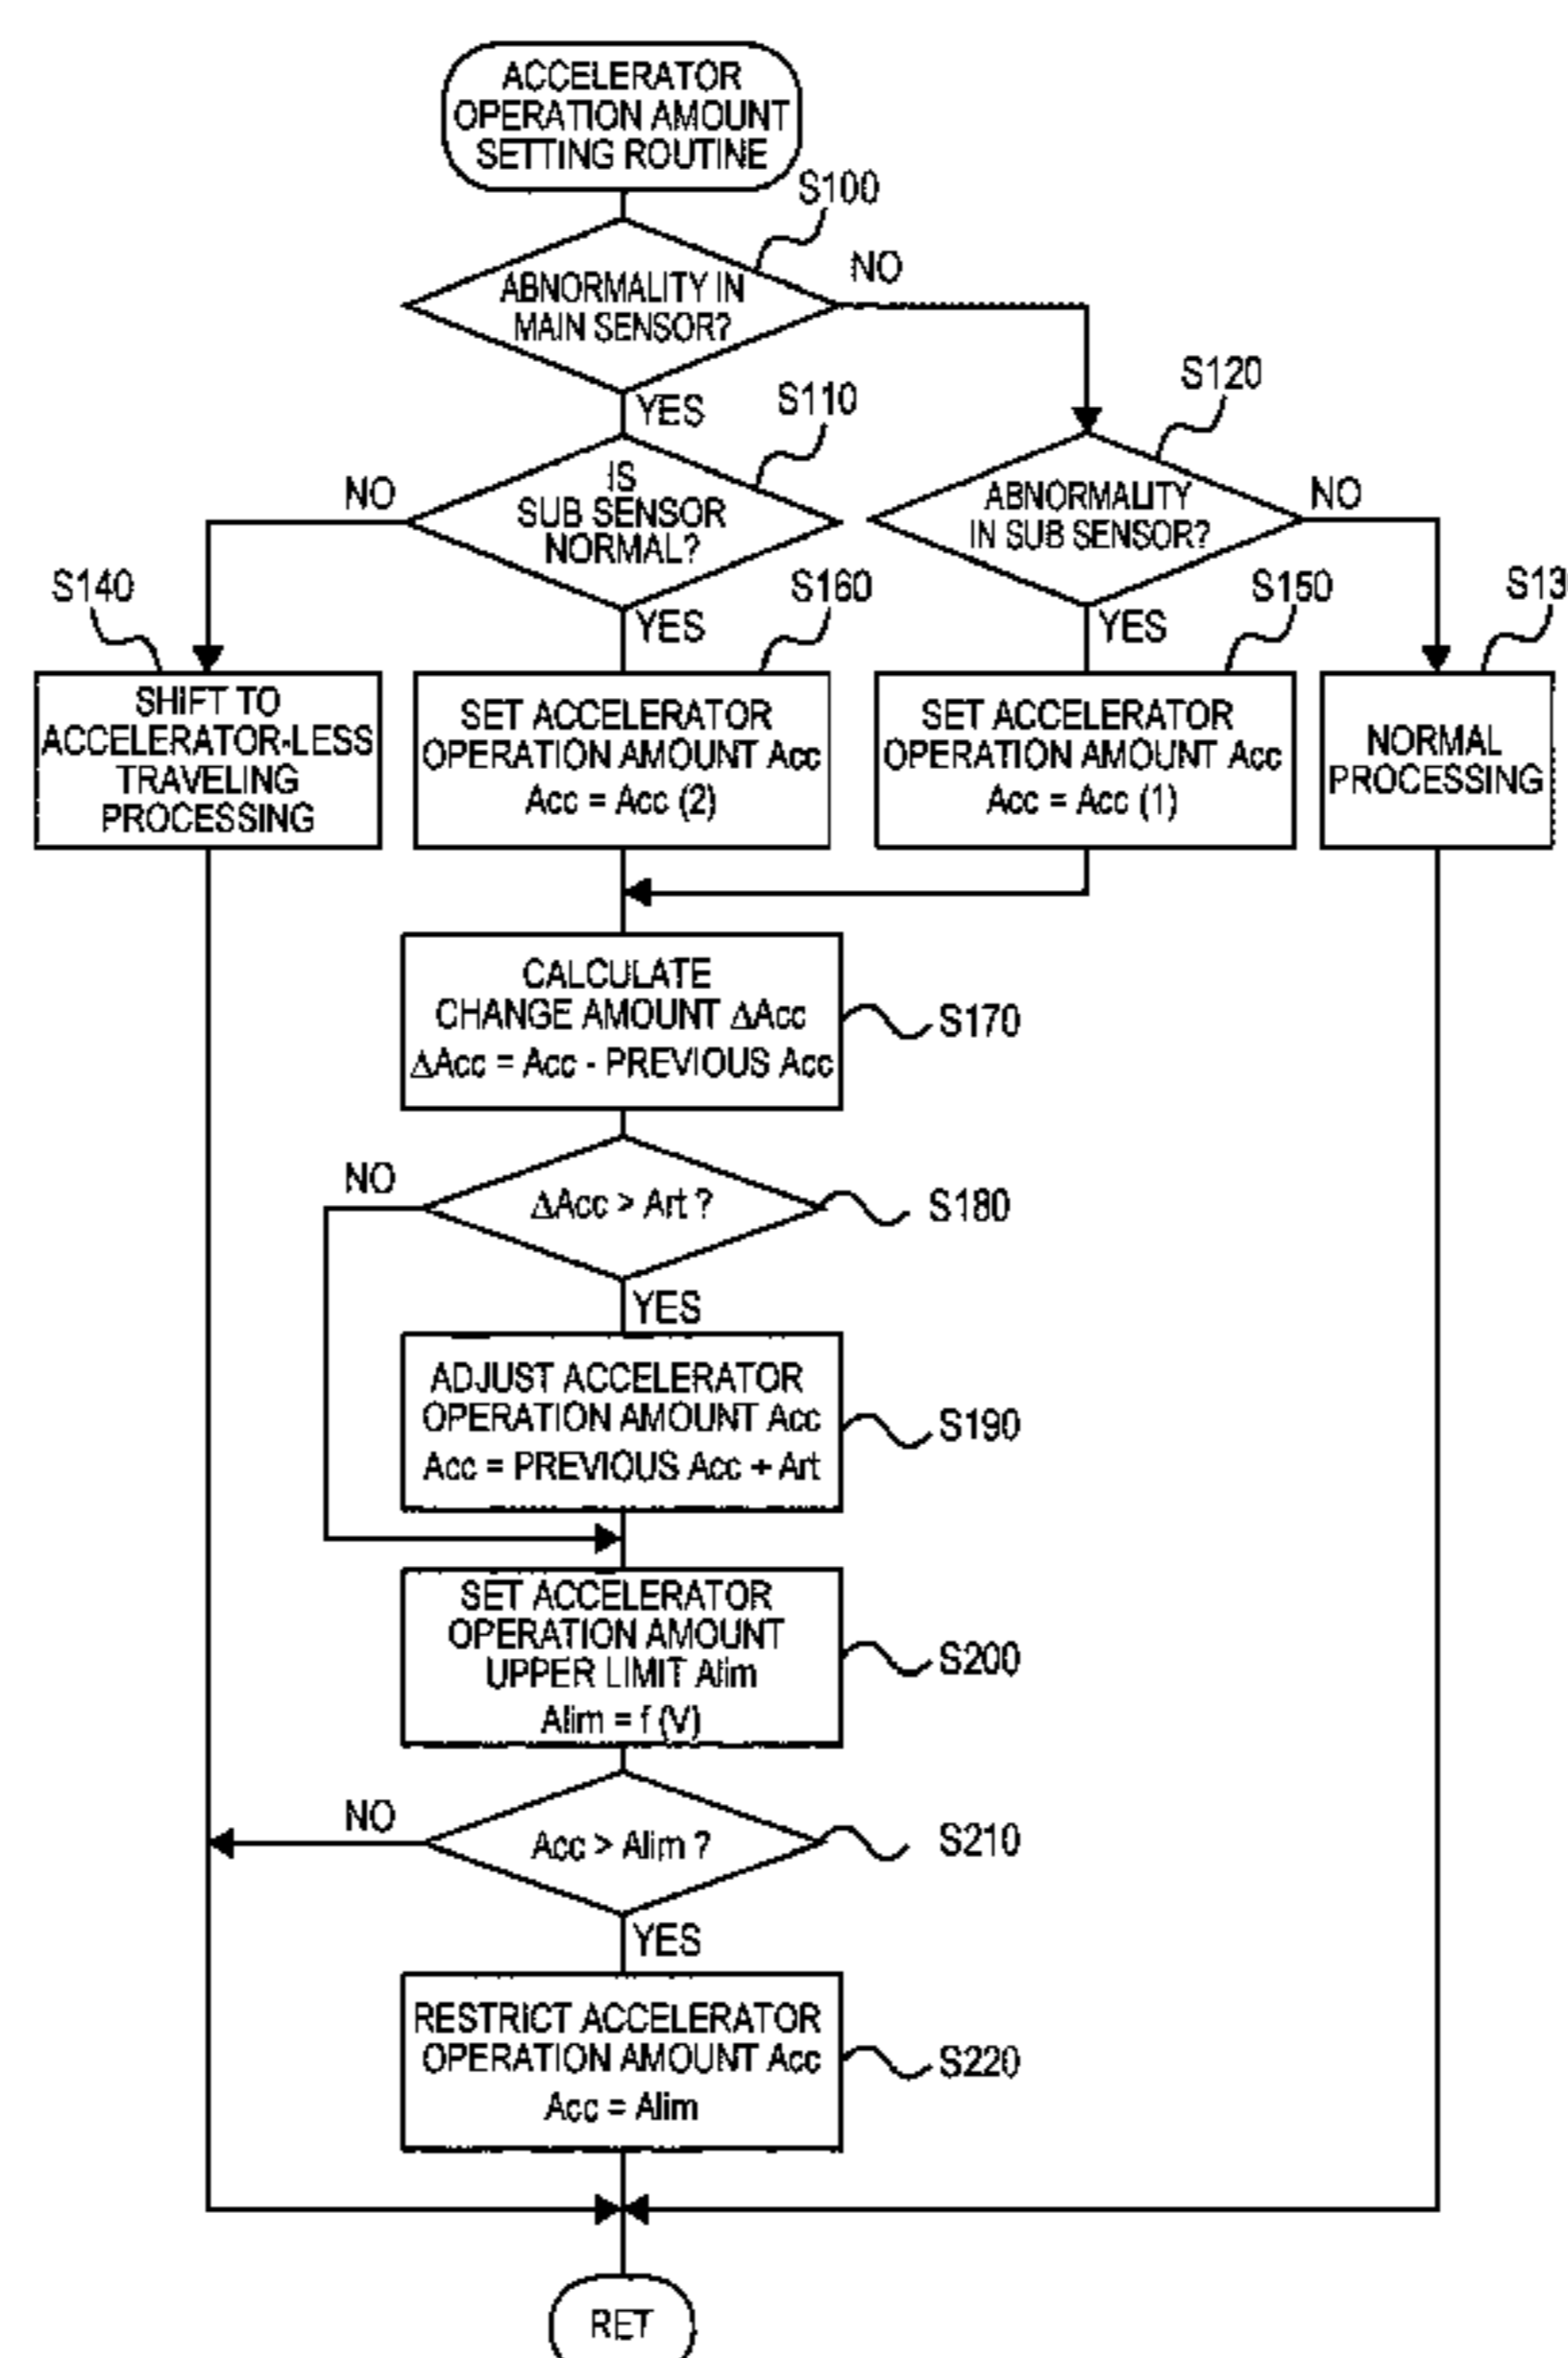 ACCELERATOR
OPERATION AMOUNT
SETTING ROUTINE
S100
ABNORMALITY IN
MAIN SENSOR?
NO
YES
S110
IS
SUB SENSOR
NORMAL?
NO
YES
S120
ABNORMALITY
IN SUB SENSOR?
NO
YES
S140
SHIFT TO
ACCELERATOR-LESS
TRAVELING
PROCESSING
S160
SET ACCELERATOR
OPERATION AMOUNT Acc
Acc = Acc (2)
S150
SET ACCELERATOR
OPERATION AMOUNT Acc
Acc = Acc (1)
S13
NORMAL
PROCESSING
CALCULATE
CHANGE AMOUNT ΔAcc
ΔAcc = Acc - PREVIOUS Acc
S170
NO
ΔAcc > Art ?
S180
YES
ADJUST ACCELERATOR
OPERATION AMOUNT Acc
Acc = PREVIOUS Acc + Art
S190
SET ACCELERATOR
OPERATION AMOUNT
UPPER LIMIT Alim
Alim = f (V)
S200
NO
Acc > Alim ?
S210
YES
RESTRICT ACCELERATOR
OPERATION AMOUNT Acc
Acc = Alim
S220
RET